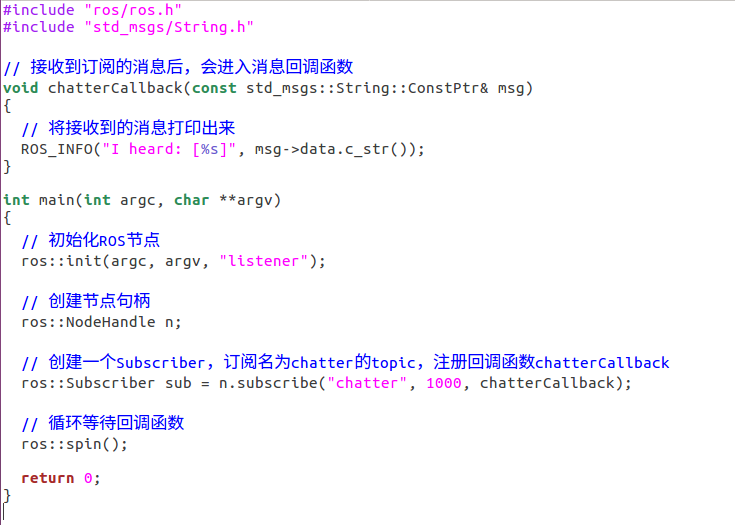 #include "ros/ros.h"
#include "std_msgs/String.h"
// 接收到订阅的消息后，会进入消息回调函数
void chatterCallback(const std_msgs::String::ConstPtr& msg)
{
// 将接收到的消息打印出来
ROS_INFO("I heard: [%s]", msg->data.c_str());
}
int main(int argc, char **argv)
{
// 初始化ROS节点
ros::init(argc, argv, "listener");
// 创建节点句柄
ros::NodeHandle n;
// 创建一个Subscriber，订阅名为chatter的topic，注册回调函数chatterCallback
ros::Subscriber sub = n.subscribe("chatter", 1000, chatterCallback);
// 循环等待回调函数
ros::spin();
return 0;
}